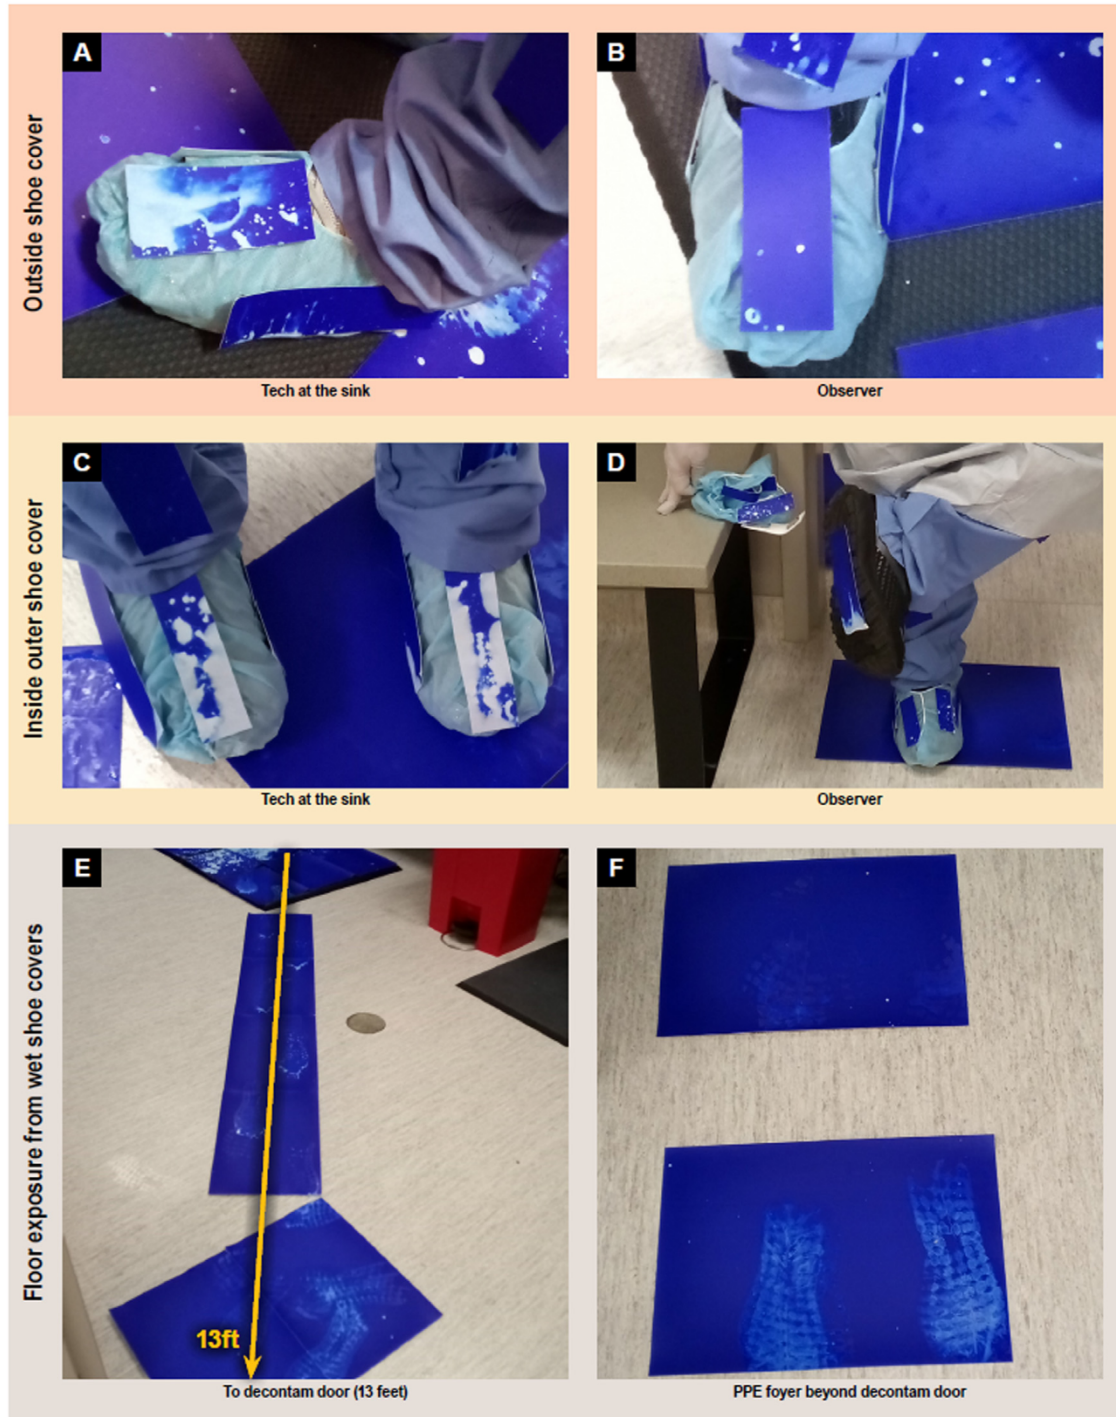 Outside shoe cover
A
B
Tech at the sink
Observer
Inside outer shoe cover
C
D
Tech at the sink
Observer
Floor exposure from wet shoe covers
E
F
13ft
To decontam door (13 feet)
PPE foyer beyond decontam door